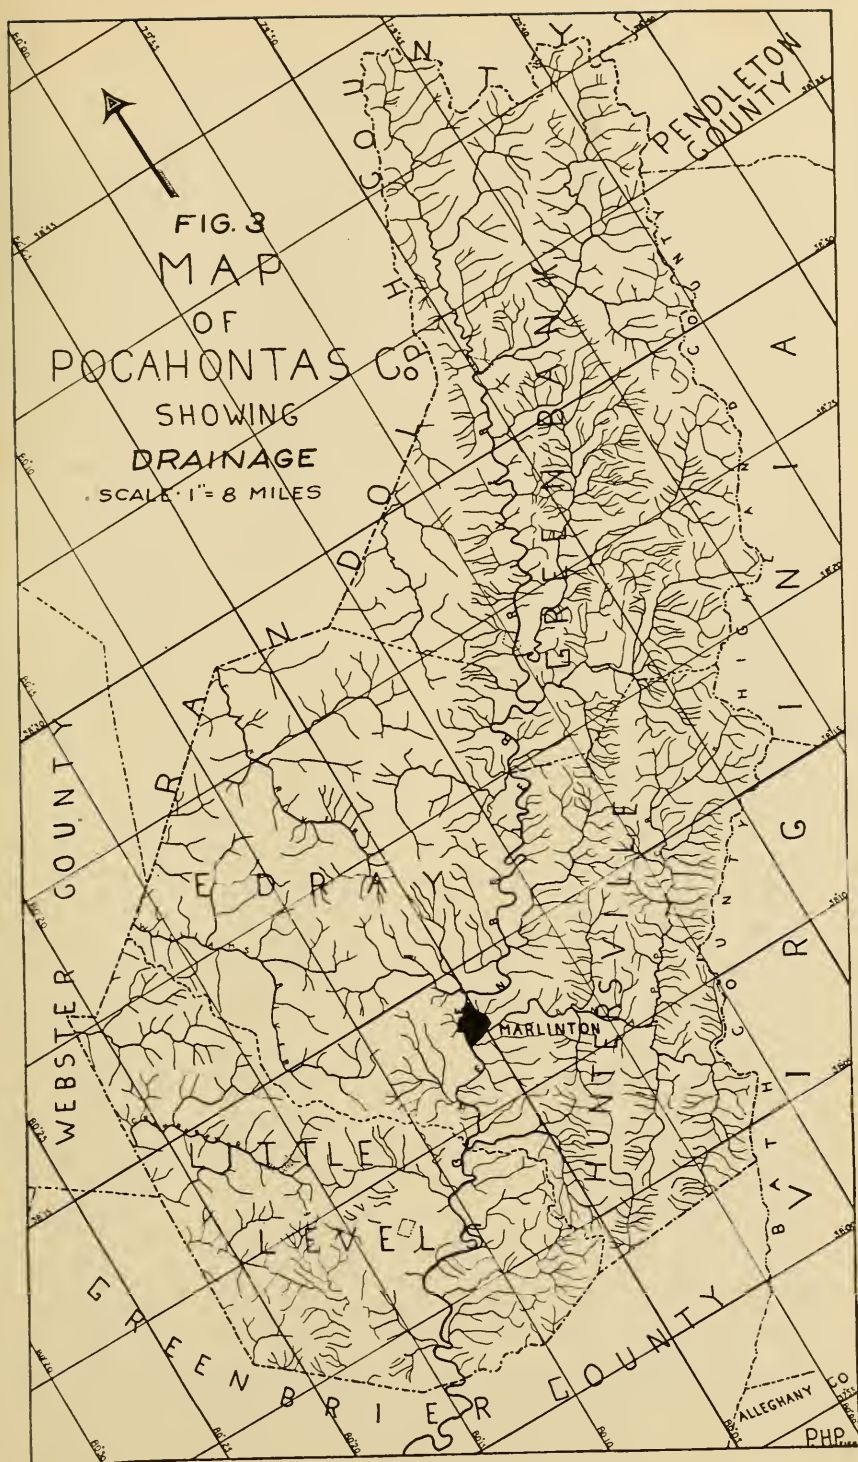 FIG. 3
MAP
OF
POCAHONTAS CO.
SHOWING
DRAINAGE
SCALE· 1"= 8 MILES
RANDOLPH COUNTY
PENDLETON
COUNTY
WEBSTER COUNTY
GREENBANK
EDRAY
HUNTERSVILLE
MARLINTON
LITTLE
LEVELS
HIGHLAND COUNTY
VIRGINIA
BATH COUNTY
GREENBRIER COUNTY
ALLEGHANY CO
PHP